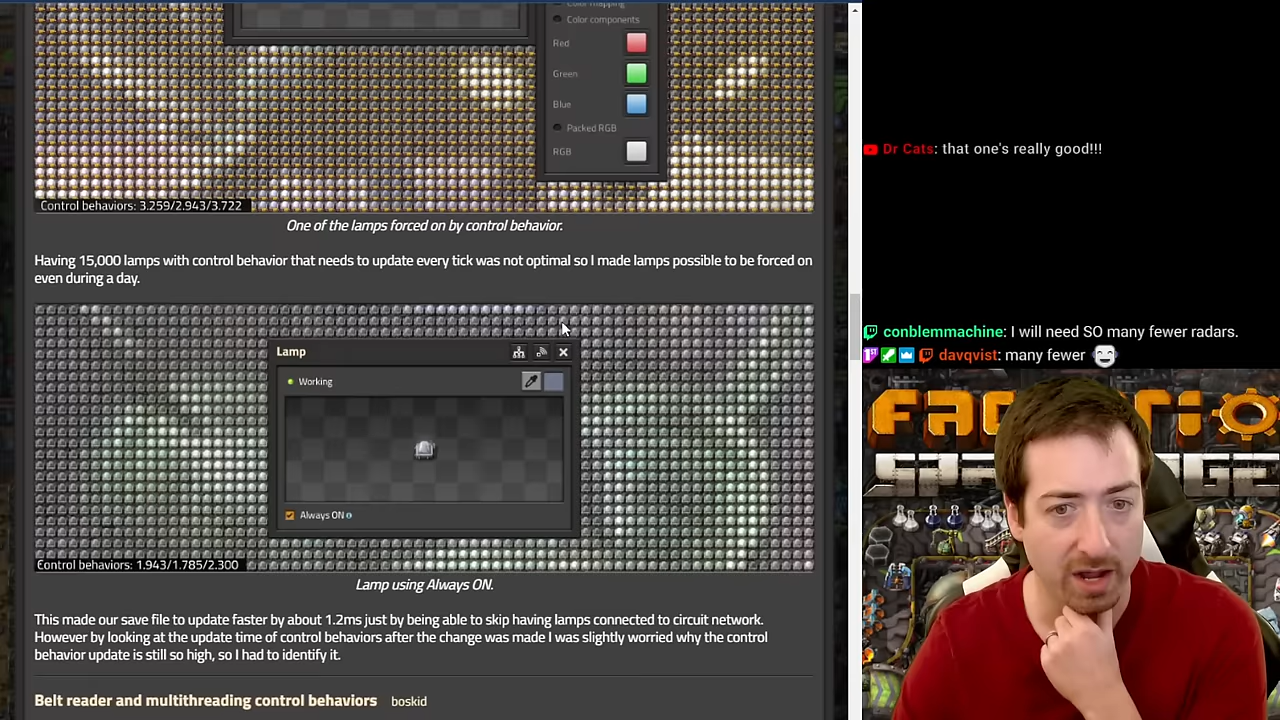 Color components
Red
Green
Blue
Packed RGB
RGB
Control behaviors: 3.259/2.943/3.722
One of the lamps forced on by control behavior.
Having 15,000 lamps with control behavior that needs to update every tick was not optimal so I made lamps possible to be forced on
even during a day.
Lamp
Working
Always ON
Control behaviors: 1.943/1.785/2.300
Lamp using Always ON.
This made our save file to update faster by about 1.2ms just by being able to skip having lamps connected to circuit network.
However by looking at the update time of control behaviors after the change was made I was slightly worried why the control
behavior update is still so high, so I had to identify it.
Belt reader and multithreading control behaviors boskid
Dr Cats: that one's really good!!!
conblemmachine: I will need SO many fewer radars.
davqvist: many fewer